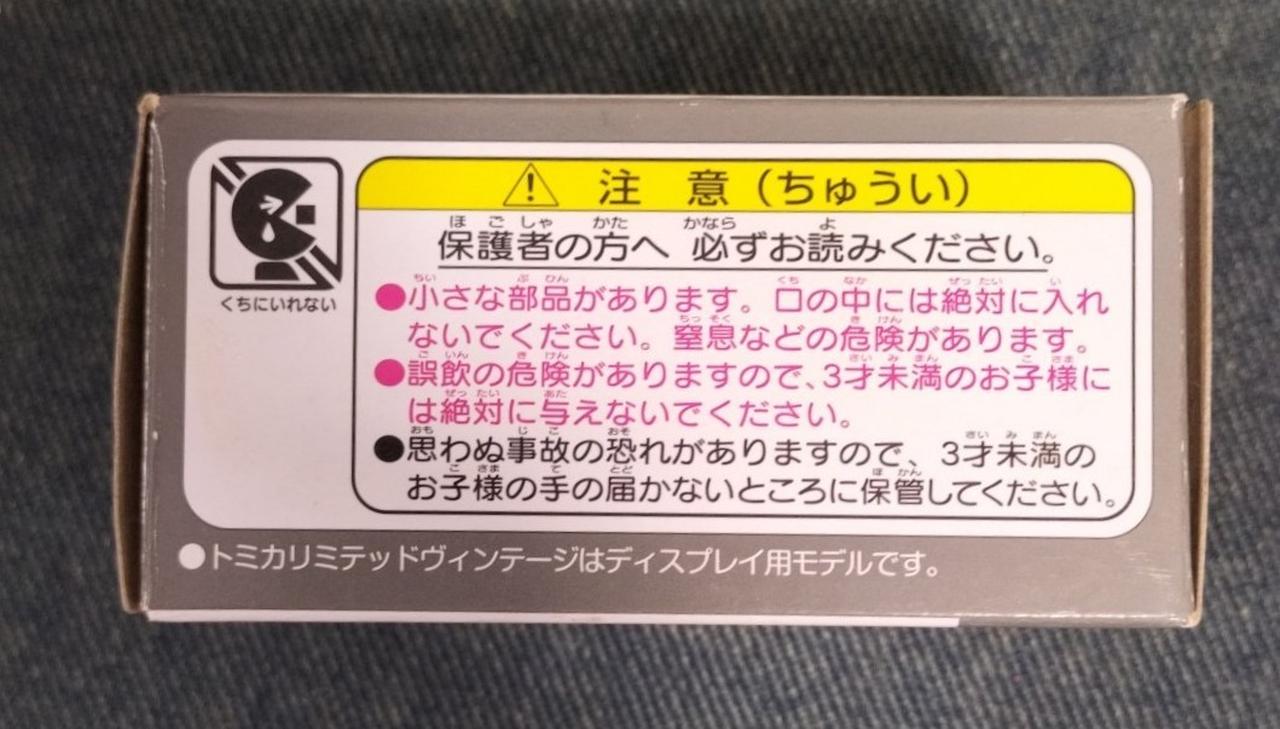 注 意（ちゅうい）
保護者の方へ 必ずお読みください。
ほ ご しゃ かた かなら よ
くちにいれない
●小さな部品があります。口の中には絶対に入れ
ちい ぶ ひん くち なか ぜっ たい い
ないでください。窒息などの危険があります。
ちっ そく き けん
●誤飲の危険がありますので、3才未満のお子様に
ご いん き けん さい み まん こ さま
は絶対に与えないでください。
ぜっ たい あた
●思わぬ事故の恐れがありますので、3才未満の
おも じ こ おそ さい み まん
お子様の手の届かないところに保管してください。
こ さま て とど ほ かん
●トミカリミテッドヴィンテージはディスプレイ用モデルです。